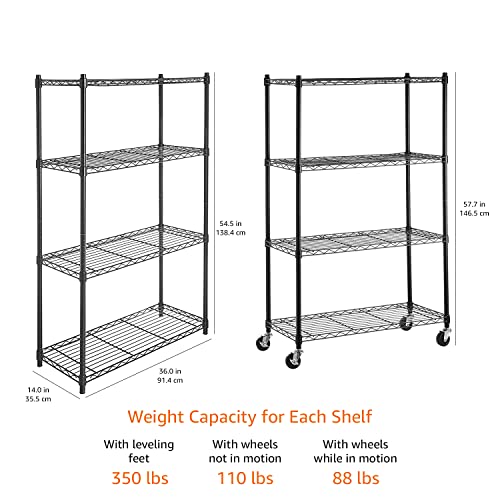 54.5 in
138.4 cm
57.7 in
146.5 cm
14.0 in
35.5 cm
36.0 in
91.4 cm
Weight Capacity for Each Shelf
With leveling
feet
350 lbs
With wheels
not in motion
110 lbs
With wheels
while in motion
88 lbs